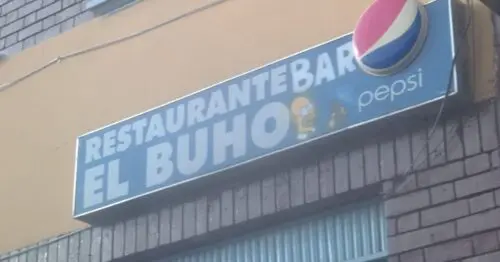 RESTAURANTE BAR
EL BUHO
pepsi